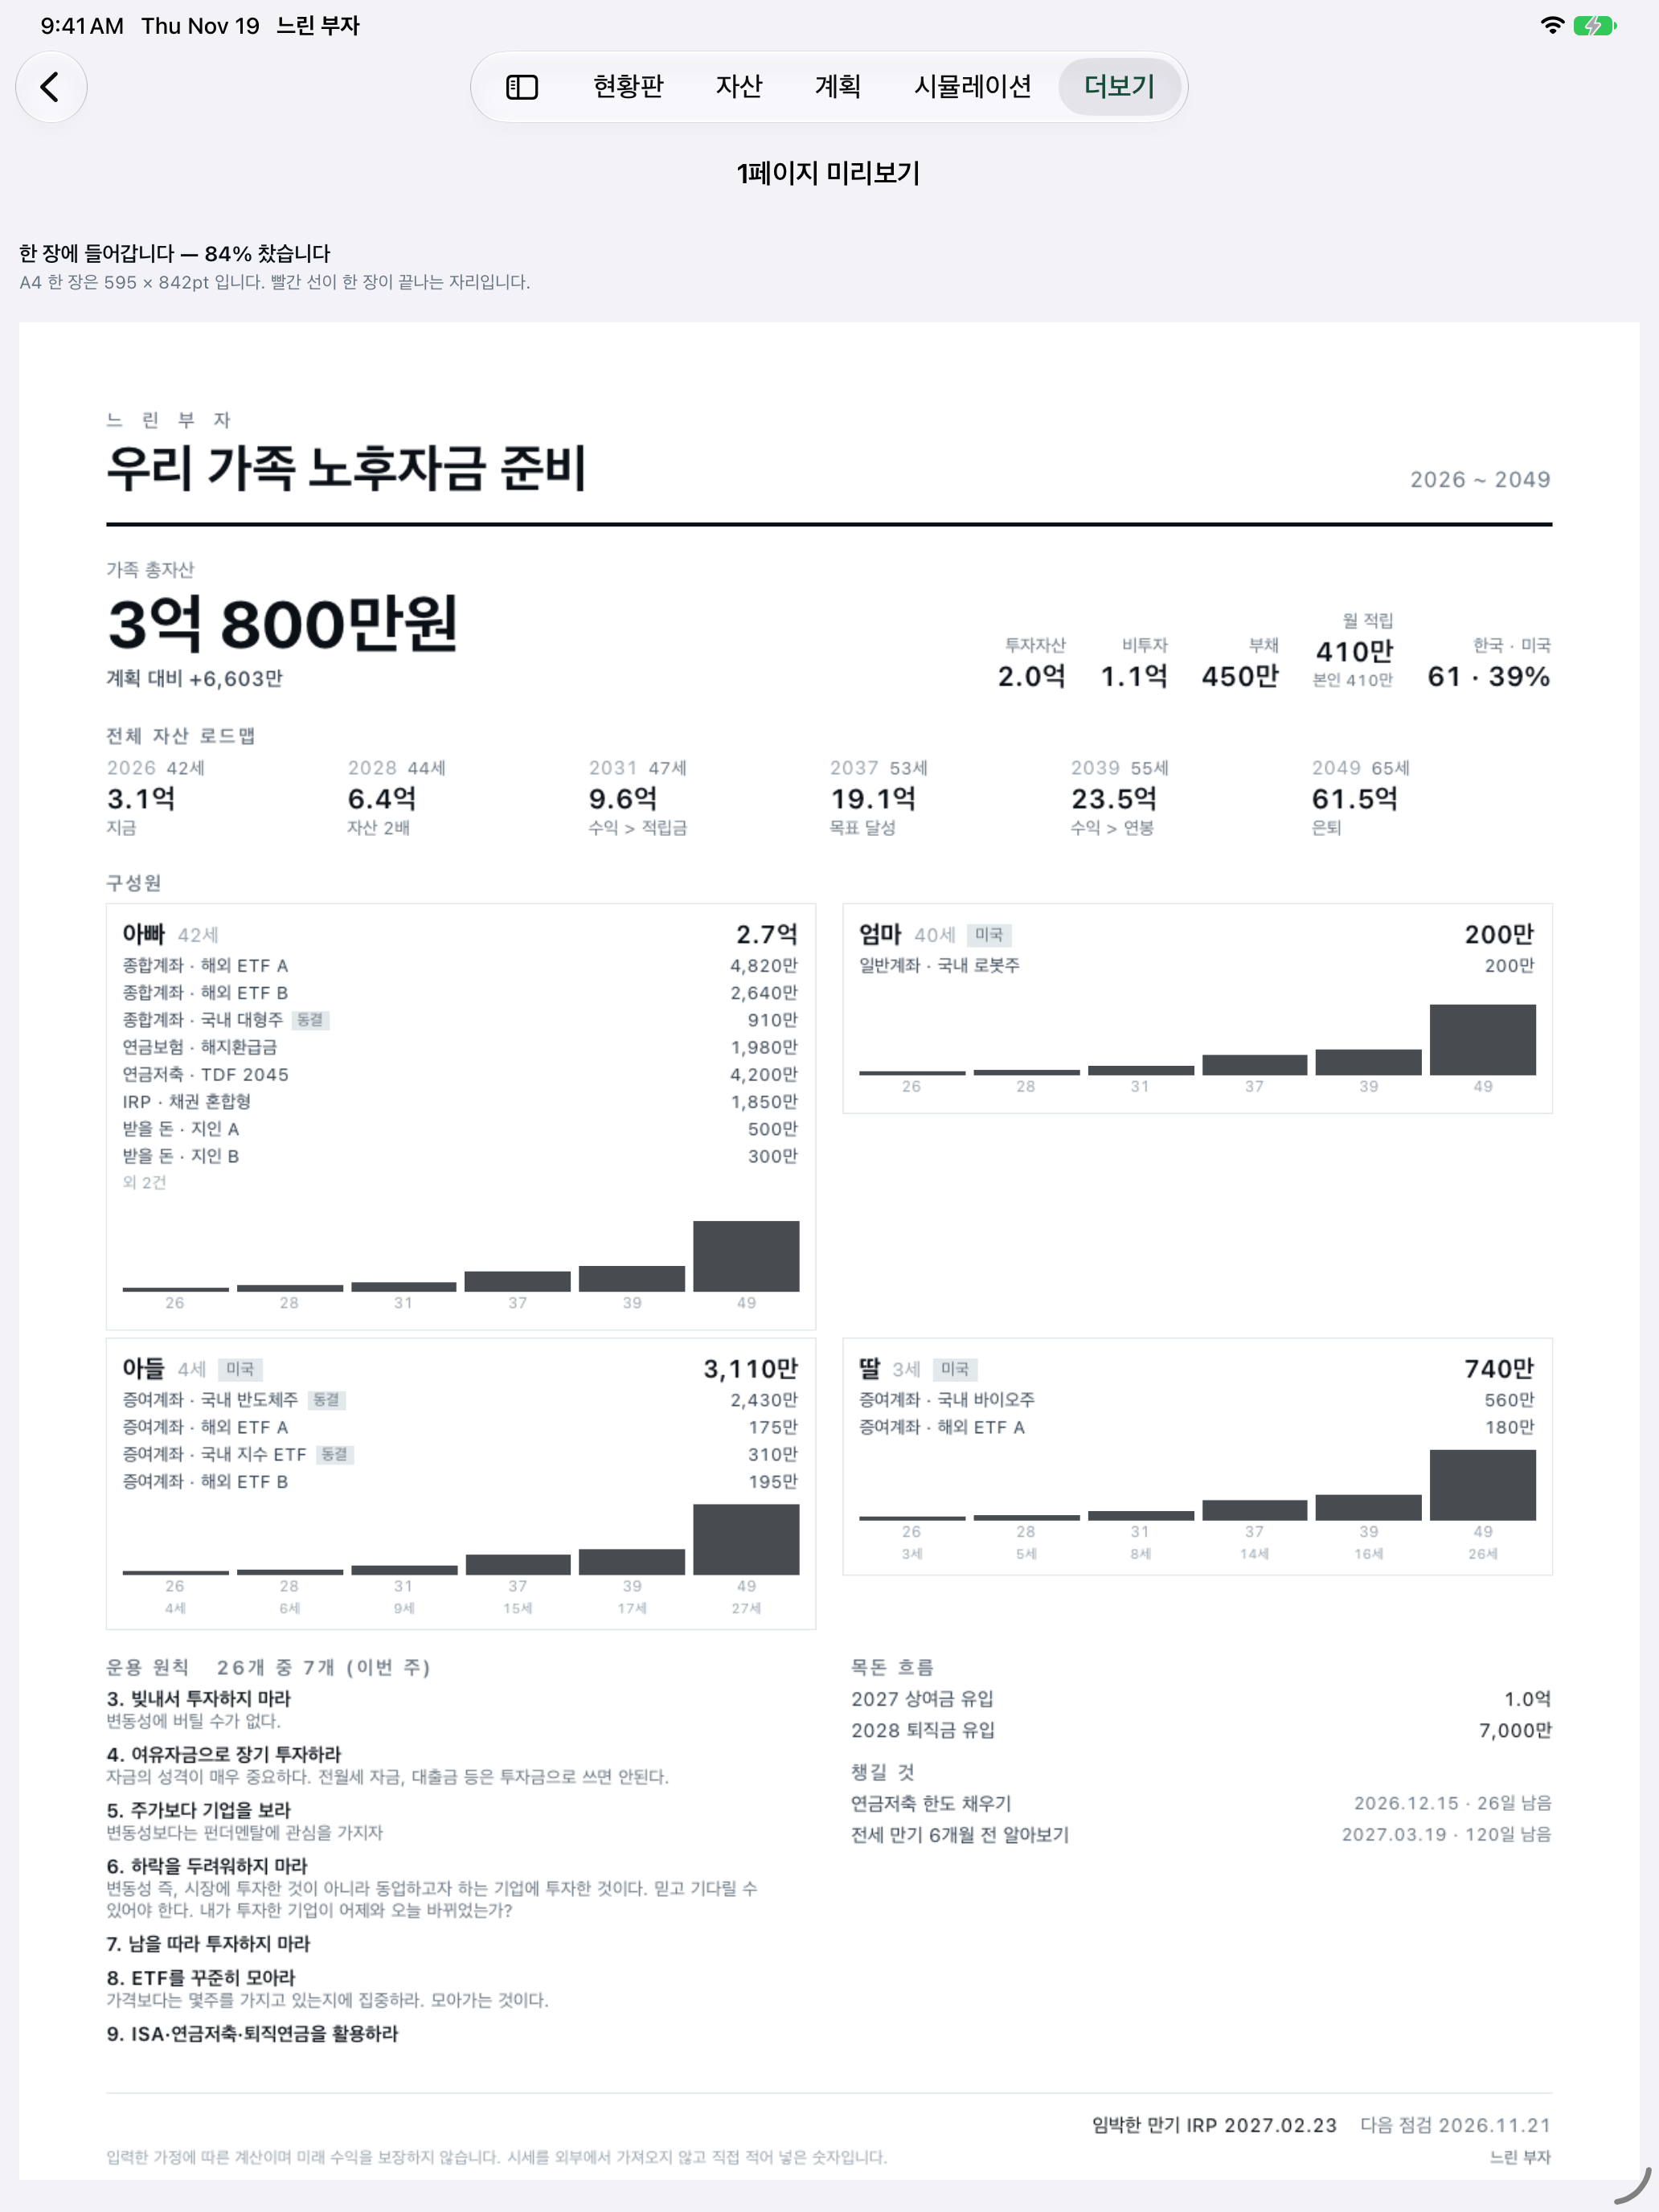 9:41 AM Thu Nov 19 느린 부자
현황판 자산 계획 시뮬레이션 더보기
1페이지 미리보기
한 장에 들어갑니다 — 84% 찼습니다
A4 한 장은 595 × 842pt 입니다. 빨간 선이 한 장이 끝나는 자리입니다.
느 린 부 자
우리 가족 노후자금 준비
2026 ~ 2049
가족 총자산
3억 800만원
계획 대비 +6,603만
투자자산
2.0억
비투자
1.1억
부채
450만
월 적립
410만
본인 410만
한국 · 미국
61 · 39%
전체 자산 로드맵
2026 42세
3.1억
지금
2028 44세
6.4억
자산 2배
2031 47세
9.6억
수익 > 적립금
2037 53세
19.1억
목표 달성
2039 55세
23.5억
수익 > 연봉
2049 65세
61.5억
은퇴
구성원
아빠 42세 2.7억
종합계좌 · 해외 ETF A 4,820만
종합계좌 · 해외 ETF B 2,640만
종합계좌 · 국내 대형주 동결 910만
연금보험 · 해지환급금 1,980만
연금저축 · TDF 2045 4,200만
IRP · 채권 혼합형 1,850만
받을 돈 · 지인 A 500만
받을 돈 · 지인 B 300만
외 2건
26 28 31 37 39 49
엄마 40세 미국 200만
일반계좌 · 국내 로봇주 200만
26 28 31 37 39 49
아들 4세 미국 3,110만
증여계좌 · 국내 반도체주 동결 2,430만
증여계좌 · 해외 ETF A 175만
증여계좌 · 국내 지수 ETF 동결 310만
증여계좌 · 해외 ETF B 195만
26 28 31 37 39 49
4세 6세 9세 15세 17세 27세
딸 3세 미국 740만
증여계좌 · 국내 바이오주 560만
증여계좌 · 해외 ETF A 180만
26 28 31 37 39 49
3세 5세 8세 14세 16세 26세
운용 원칙 26개 중 7개 (이번 주)
3. 빚내서 투자하지 마라
변동성에 버틸 수가 없다.
4. 여유자금으로 장기 투자하라
자금의 성격이 매우 중요하다. 전월세 자금, 대출금 등은 투자금으로 쓰면 안된다.
5. 주가보다 기업을 보라
변동성보다는 펀더멘탈에 관심을 가지자
6. 하락을 두려워하지 마라
변동성 즉, 시장에 투자한 것이 아니라 동업하고자 하는 기업에 투자한 것이다. 믿고 기다릴 수
있어야 한다. 내가 투자한 기업이 어제와 오늘 바뀌었는가?
7. 남을 따라 투자하지 마라
8. ETF를 꾸준히 모아라
가격보다는 몇주를 가지고 있는지에 집중하라. 모아가는 것이다.
9. ISA·연금저축·퇴직연금을 활용하라
목돈 흐름
2027 상여금 유입 1.0억
2028 퇴직금 유입 7,000만
챙길 것
연금저축 한도 채우기 2026.12.15 · 26일 남음
전세 만기 6개월 전 알아보기 2027.03.19 · 120일 남음
임박한 만기 IRP 2027.02.23 다음 점검 2026.11.21
입력한 가정에 따른 계산이며 미래 수익을 보장하지 않습니다. 시세를 외부에서 가져오지 않고 직접 적어 넣은 숫자입니다.
느린 부자